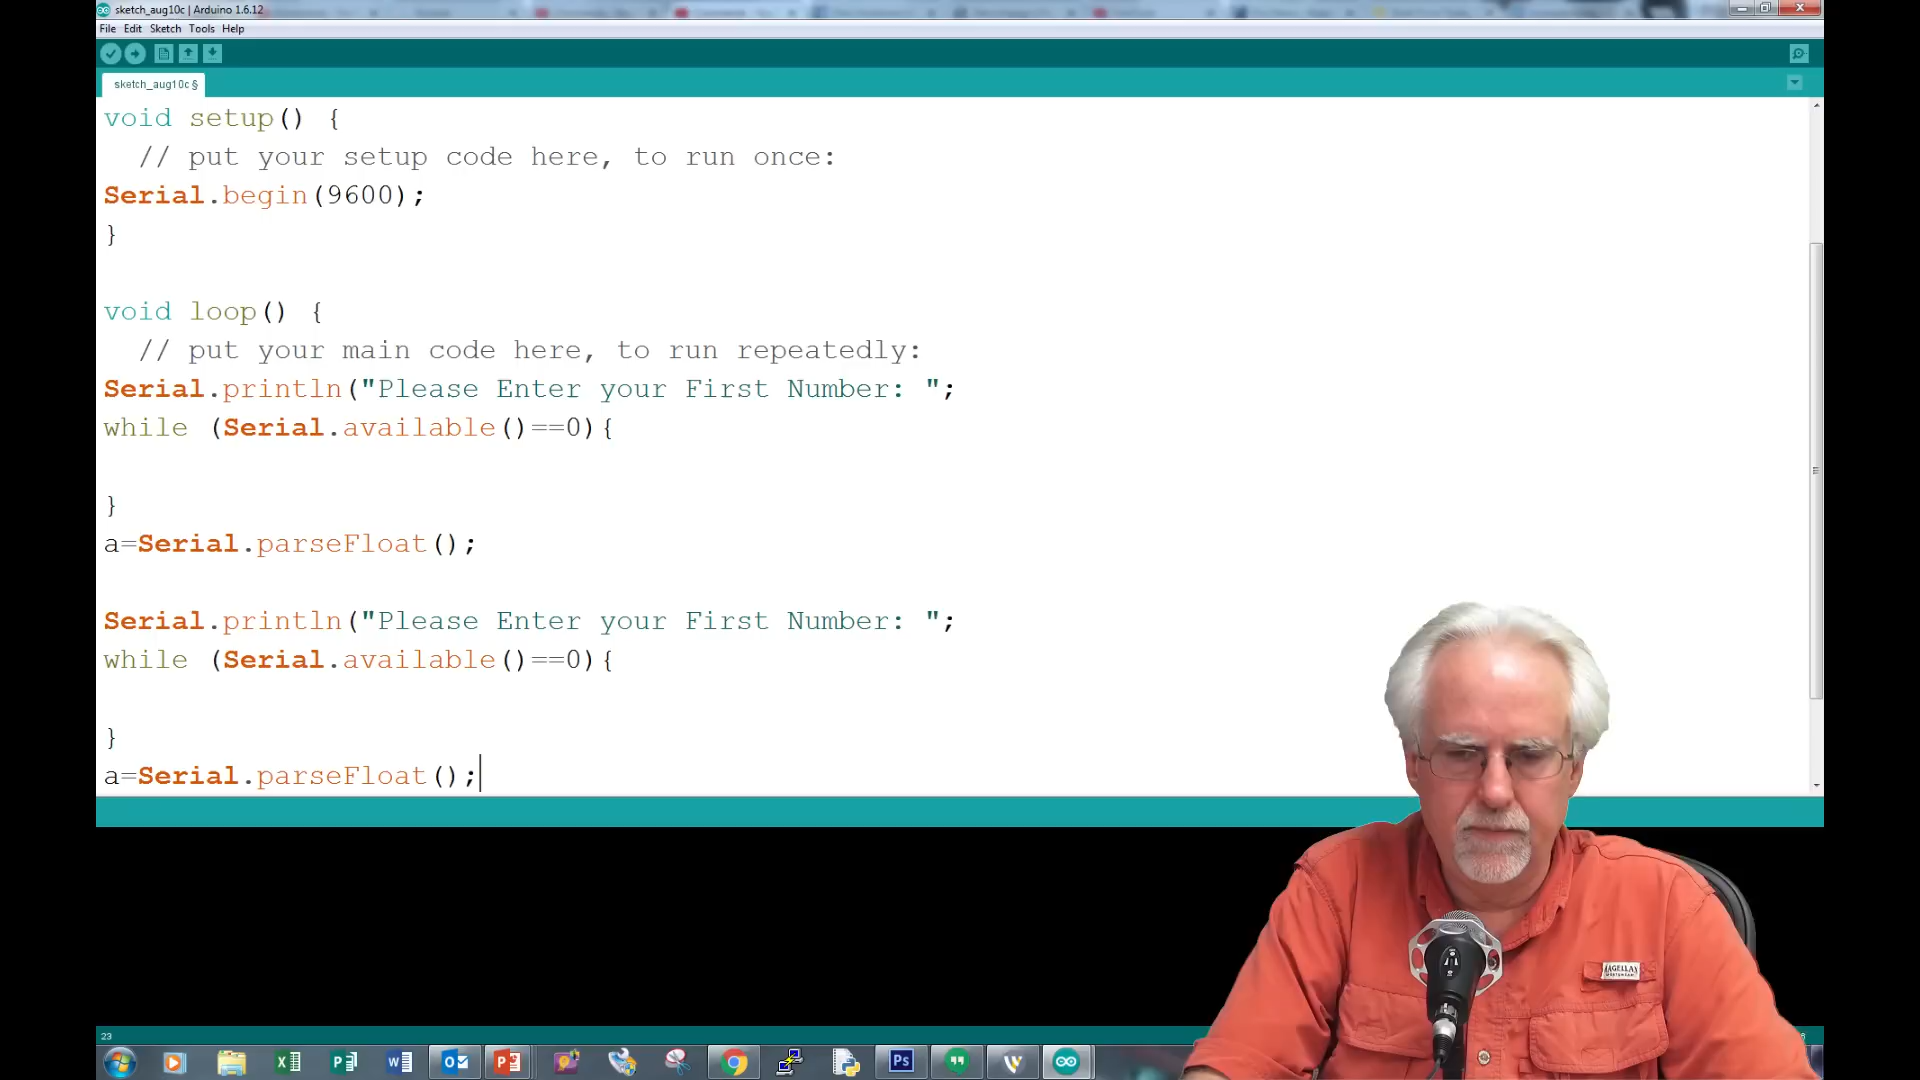 sketch_aug10c | Arduino 1.6.12
File Edit Sketch Tools Help
sketch_aug10c §
void setup() {
// put your setup code here, to run once:
Serial.begin(9600);
}
void loop() {
// put your main code here, to run repeatedly:
Serial.println("Please Enter your First Number: ";
while (Serial.available()==0){
}
a=Serial.parseFloat();
Serial.println("Please Enter your First Number: ";
while (Serial.available()==0){
}
a=Serial.parseFloat();
MAGELLAN
23
Ps